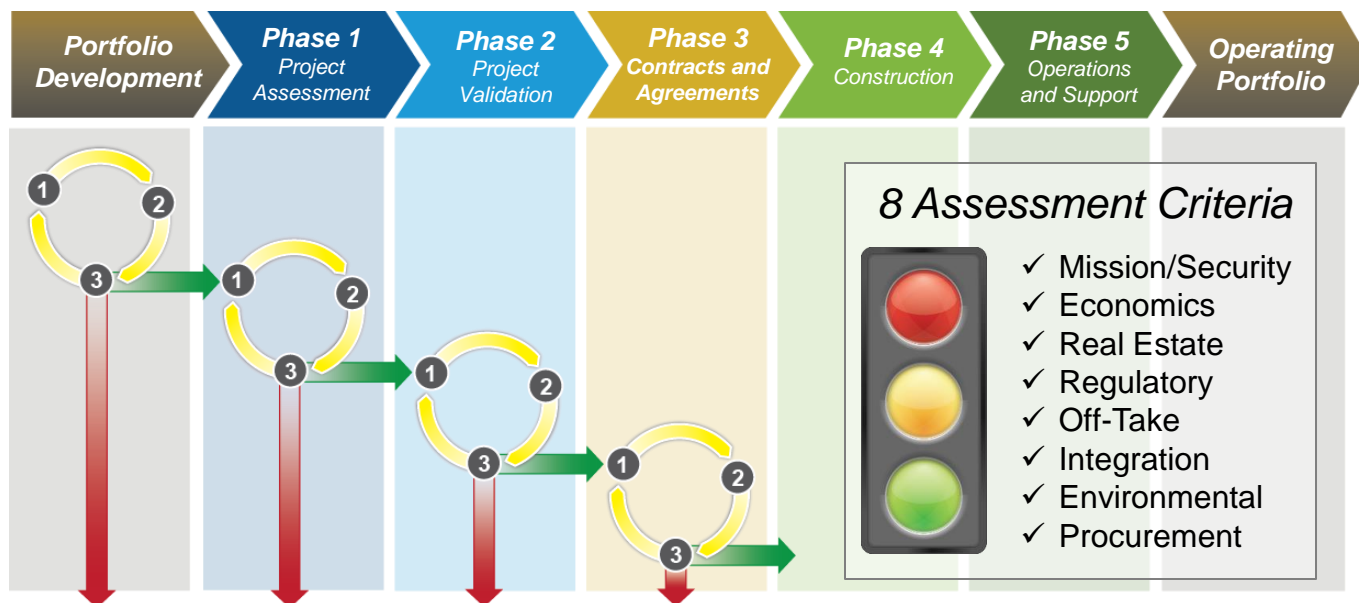 Portfolio
Development
Phase 1
Project
Assessment
Phase 2
Project
Validation
Phase 3
Contracts and
Agreements
Phase 4
Construction
Phase 5
Operations
and Support
Operating
Portfolio
1
2
3
1
2
3
1
2
3
1
2
3
8 Assessment Criteria
✓ Mission/Security
✓ Economics
✓ Real Estate
✓ Regulatory
✓ Off-Take
✓ Integration
✓ Environmental
✓ Procurement